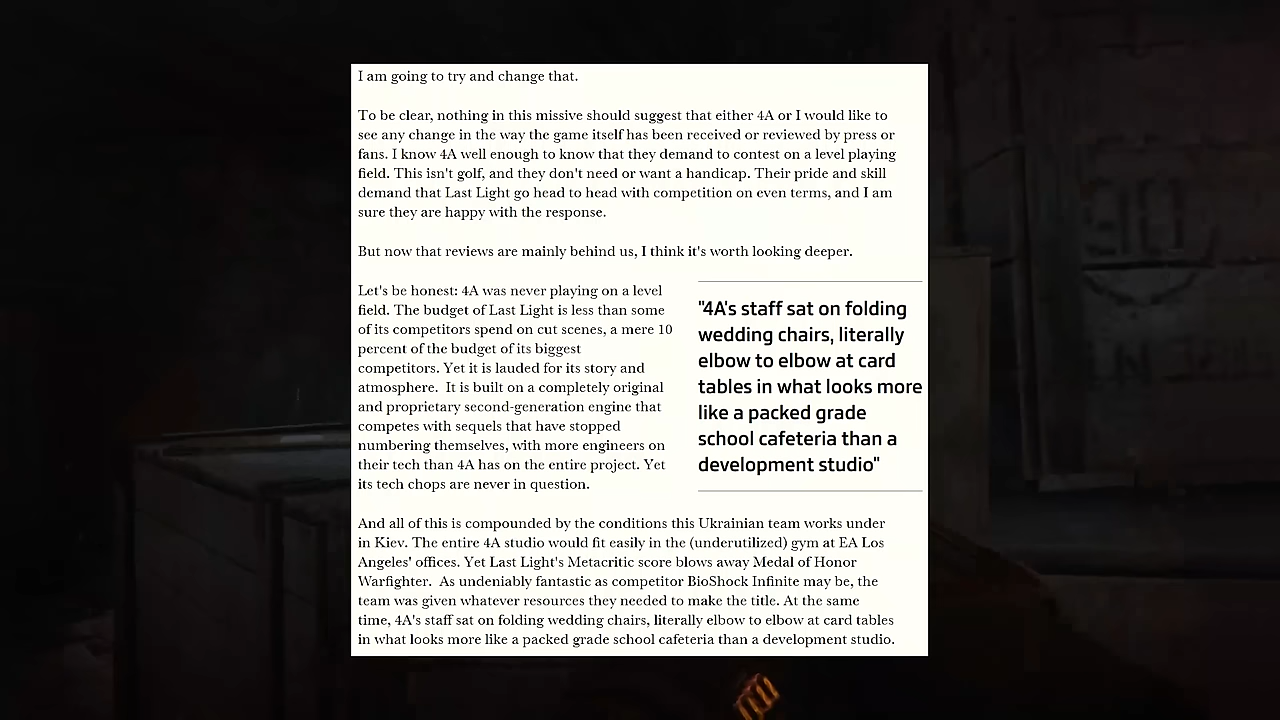 I am going to try and change that.
To be clear, nothing in this missive should suggest that either 4A or I would like to
see any change in the way the game itself has been received or reviewed by press or
fans. I know 4A well enough to know that they demand to contest on a level playing
field. This isn't golf, and they don't need or want a handicap. Their pride and skill
demand that Last Light go head to head with competition on even terms, and I am
sure they are happy with the response.
But now that reviews are mainly behind us, I think it's worth looking deeper.
Let's be honest: 4A was never playing on a level
field. The budget of Last Light is less than some
of its competitors spend on cut scenes, a mere 10
percent of the budget of its biggest
competitors. Yet it is lauded for its story and
atmosphere.  It is built on a completely original
and proprietary second-generation engine that
competes with sequels that have stopped
numbering themselves, with more engineers on
their tech than 4A has on the entire project. Yet
its tech chops are never in question.
"4A's staff sat on folding
wedding chairs, literally
elbow to elbow at card
tables in what looks more
like a packed grade
school cafeteria than a
development studio"
And all of this is compounded by the conditions this Ukrainian team works under
in Kiev. The entire 4A studio would fit easily in the (underutilized) gym at EA Los
Angeles' offices. Yet Last Light's Metacritic score blows away Medal of Honor
Warfighter.  As undeniably fantastic as competitor BioShock Infinite may be, the
team was given whatever resources they needed to make the title. At the same
time, 4A's staff sat on folding wedding chairs, literally elbow to elbow at card tables
in what looks more like a packed grade school cafeteria than a development studio.